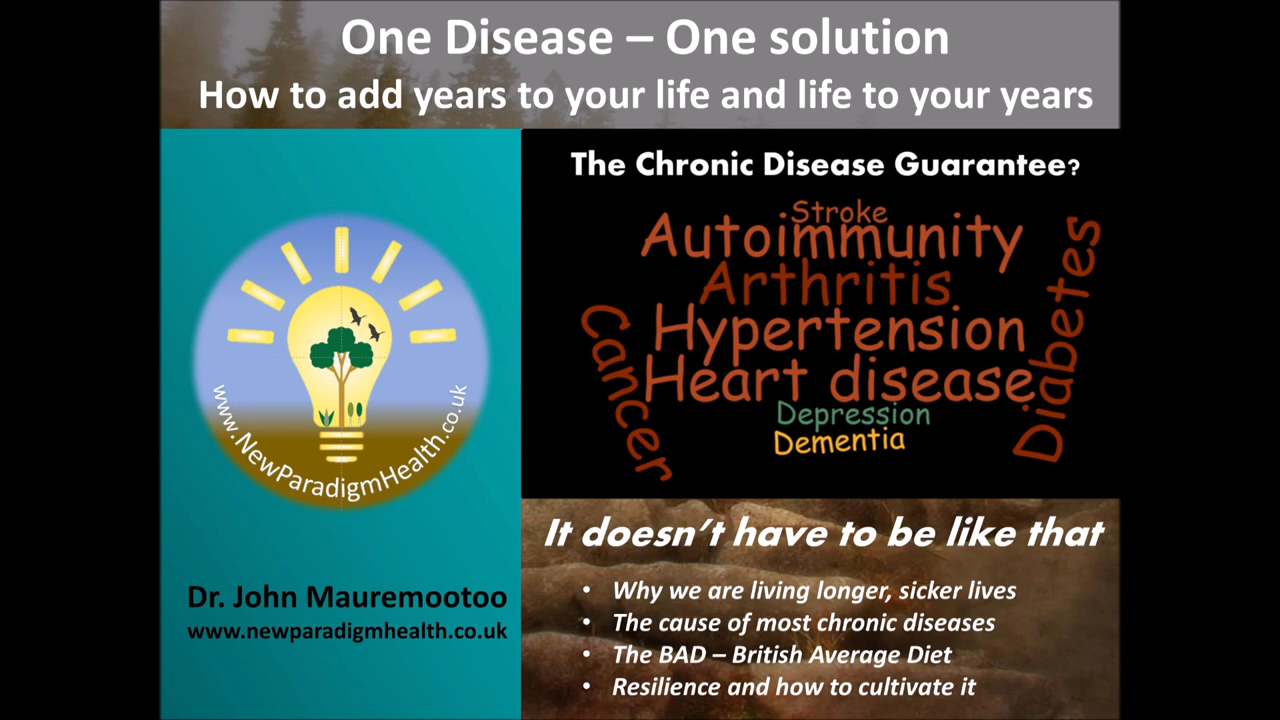 One Disease – One solution
How to add years to your life and life to your years
www.NewParadigmHealth.co.uk
Dr. John Mauremootoo
www.newparadigmhealth.co.uk
The Chronic Disease Guarantee?
Stroke
Autoimmunity
Arthritis
Hypertension
Heart disease
Depression
Dementia
Cancer
Diabetes
It doesn't have to be like that
• Why we are living longer, sicker lives
• The cause of most chronic diseases
• The BAD – British Average Diet
• Resilience and how to cultivate it